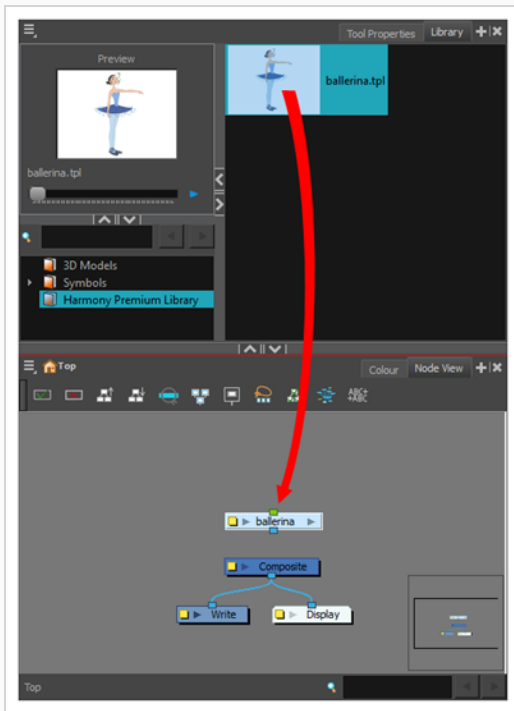 Tool Properties Library
Preview
ballerina.tpl
ballerina.tpl
3D Models
Symbols
Harmony Premium Library
Top
Colour Node View
ABC+
+ABC
ballerina
Composite
Write Display
Top